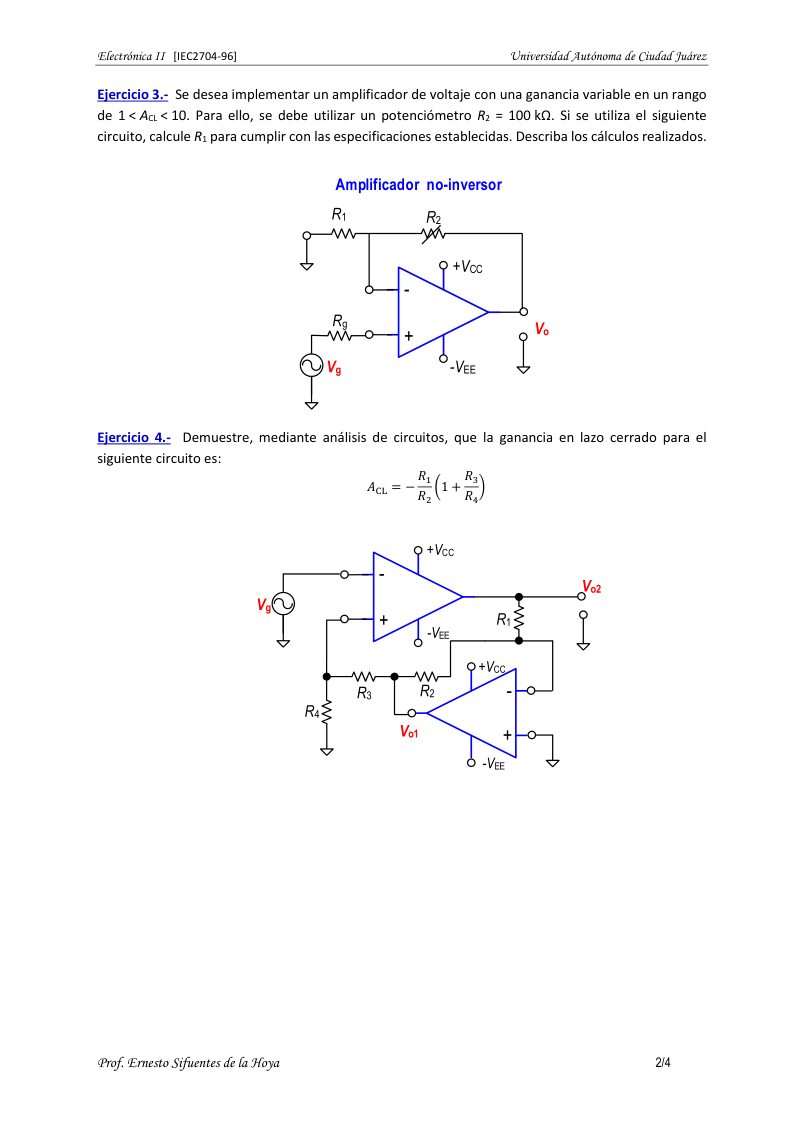 Electrónica II [IEC2704-96] Universidad Autónoma de Ciudad Juárez
Ejercicio 3.- Se desea implementar un amplificador de voltaje con una ganancia variable en un rango
de 1 < ACL < 10. Para ello, se debe utilizar un potenciómetro R2 = 100 kΩ. Si se utiliza el siguiente
circuito, calcule R1 para cumplir con las especificaciones establecidas. Describa los cálculos realizados.
Amplificador no-inversor
R1
R2
+VCC
-
Rg
+
Vo
Vg
-VEE
Ejercicio 4.- Demuestre, mediante análisis de circuitos, que la ganancia en lazo cerrado para el
siguiente circuito es:
ACL = − R1/R2 (1 + R3/R4)
+VCC
-
Vo2
Vg
+
R1
-VEE
+VCC
R3
R2
-
R4
Vo1
+
-VEE
Prof. Ernesto Sifuentes de la Hoya 2/4